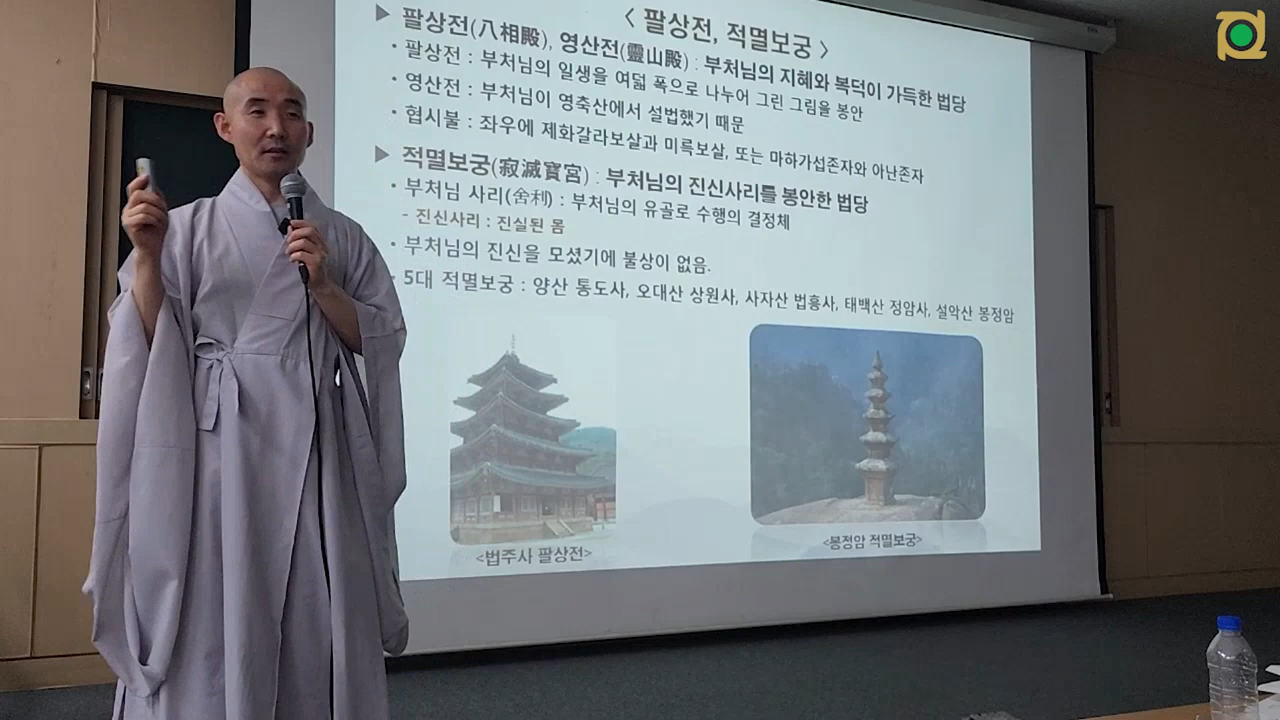 < 팔상전, 적멸보궁 >
▶ 팔상전(八相殿), 영산전(靈山殿) : 부처님의 지혜와 복덕이 가득한 법당
· 팔상전 : 부처님의 일생을 여덟 폭으로 나누어 그린 그림을 봉안
· 영산전 : 부처님이 영축산에서 설법했기 때문
· 협시불 : 좌우에 제화갈라보살과 미륵보살, 또는 마하가섭존자와 아난존자
▶ 적멸보궁(寂滅寶宮) : 부처님의 진신사리를 봉안한 법당
· 부처님 사리(舍利) : 부처님의 유골로 수행의 결정체
- 진신사리 : 진실된 몸
· 부처님의 진신을 모셨기에 불상이 없음.
· 5대 적멸보궁 : 양산 통도사, 오대산 상원사, 사자산 법흥사, 태백산 정암사, 설악산 봉정암
<법주사 팔상전>
<봉정암 적멸보궁>